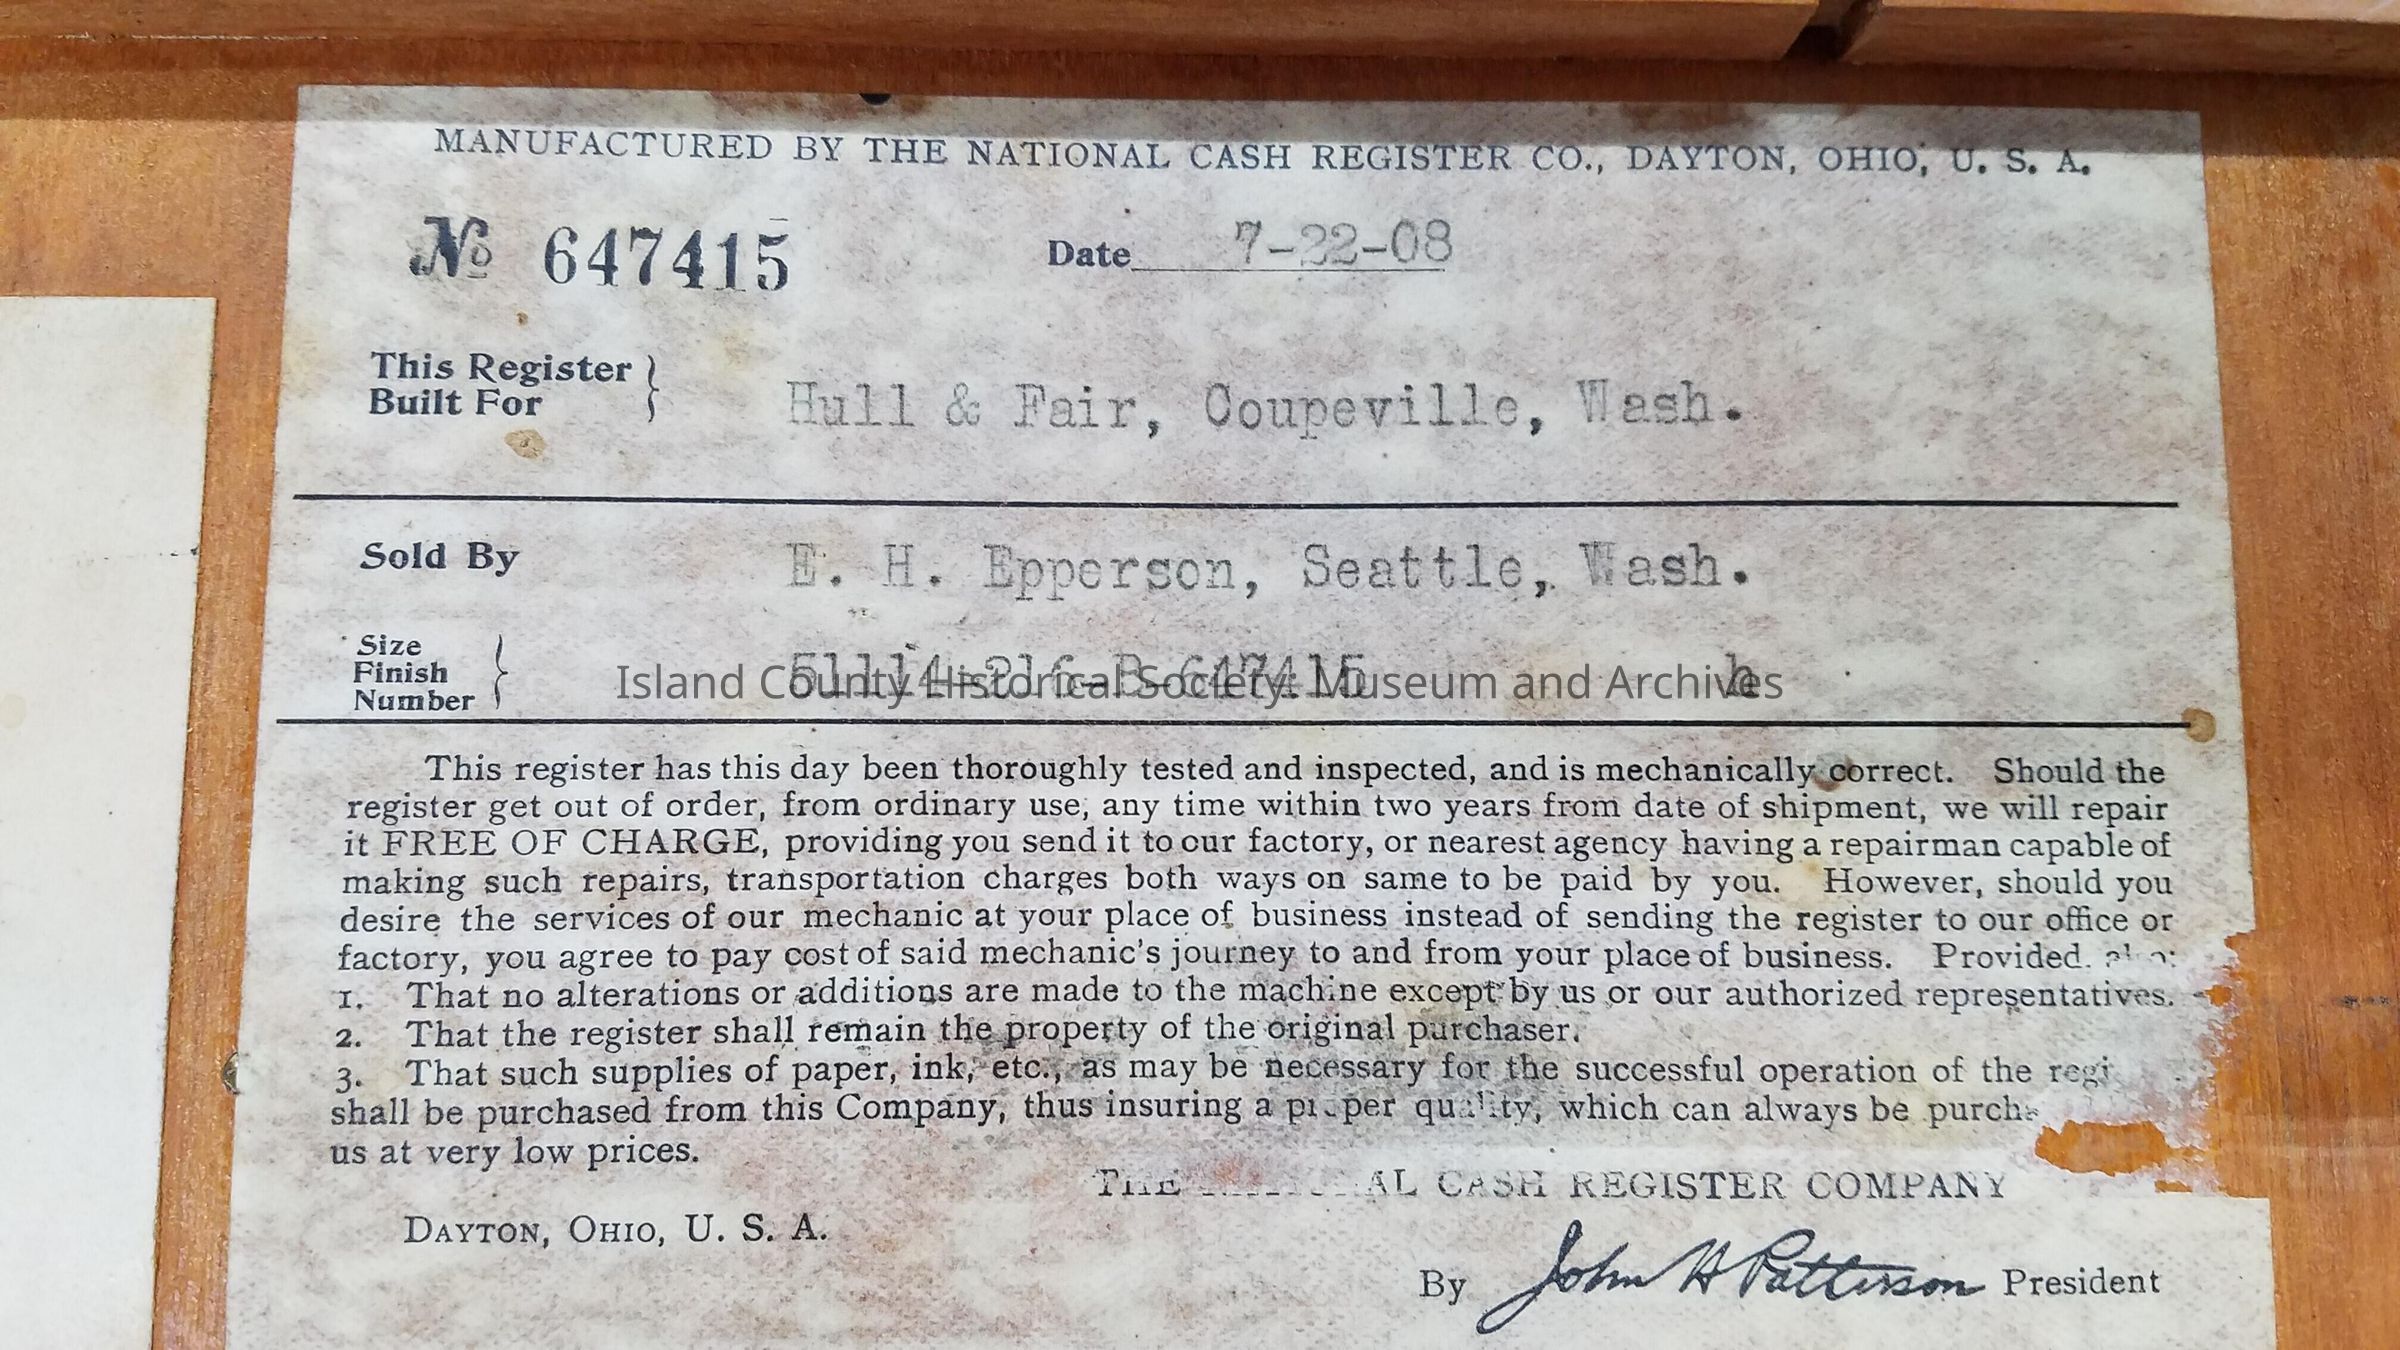 MANUFACTURED BY THE NATIONAL CASH REGISTER CO., DAYTON, OHIO, U. S. A.
No 647415 Date 7-22-08
This Register
Built For } Hull & Fair, Coupeville, Wash.
Sold By E. H. Epperson, Seattle, Wash.
Size
Finish
Number } h
Island County Historical Society: Museum and Archives
This register has this day been thoroughly tested and inspected, and is mechanically correct. Should the
register get out of order, from ordinary use, any time within two years from date of shipment, we will repair
it FREE OF CHARGE, providing you send it to our factory, or nearest agency having a repairman capable of
making such repairs, transportation charges both ways on same to be paid by you. However, should you
desire the services of our mechanic at your place of business instead of sending the register to our office or
factory, you agree to pay cost of said mechanic's journey to and from your place of business. Provided,
1. That no alterations or additions are made to the machine except by us or our authorized representatives.
2. That the register shall remain the property of the original purchaser.
3. That such supplies of paper, ink, etc., as may be necessary for the successful operation of the
shall be purchased from this Company, thus insuring a proper quality, which can always be
us at very low prices.
THE NATIONAL CASH REGISTER COMPANY
DAYTON, OHIO, U. S. A.
By John H Patterson President